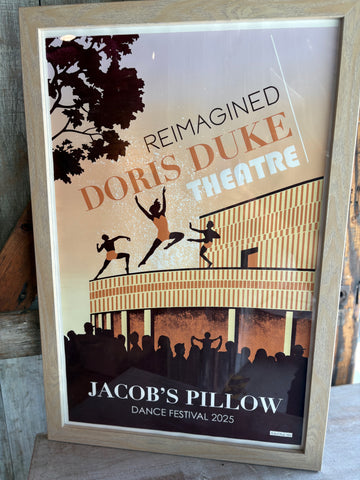 REIMAGINED
DORIS DUKE
THEATRE
JACOB'S PILLOW
DANCE FESTIVAL 2025